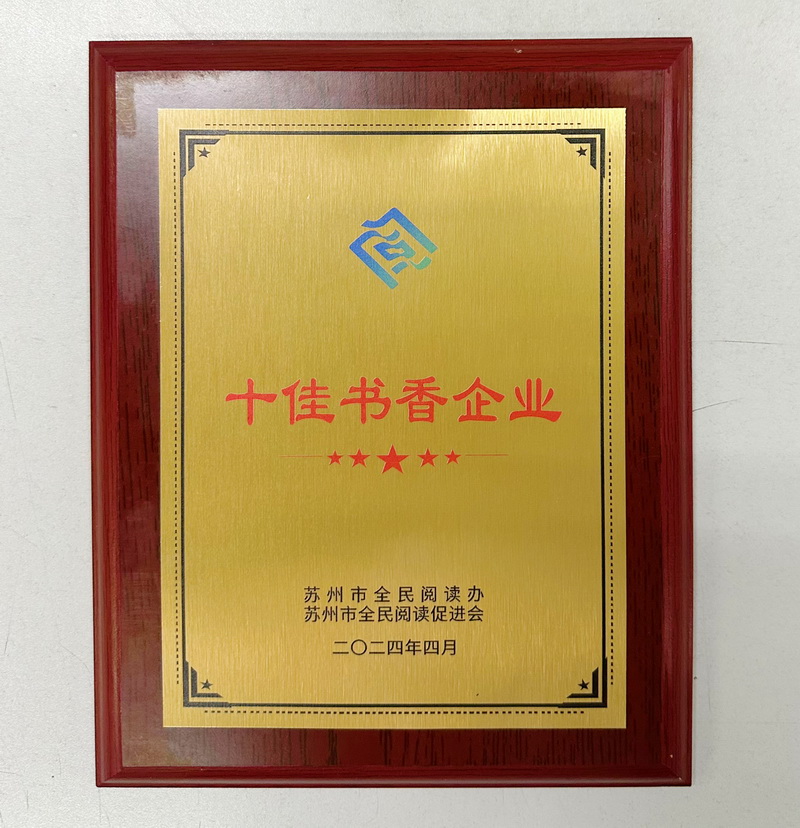 十佳书香企业
苏州市全民阅读办
苏州市全民阅读促进会
二〇二四年四月